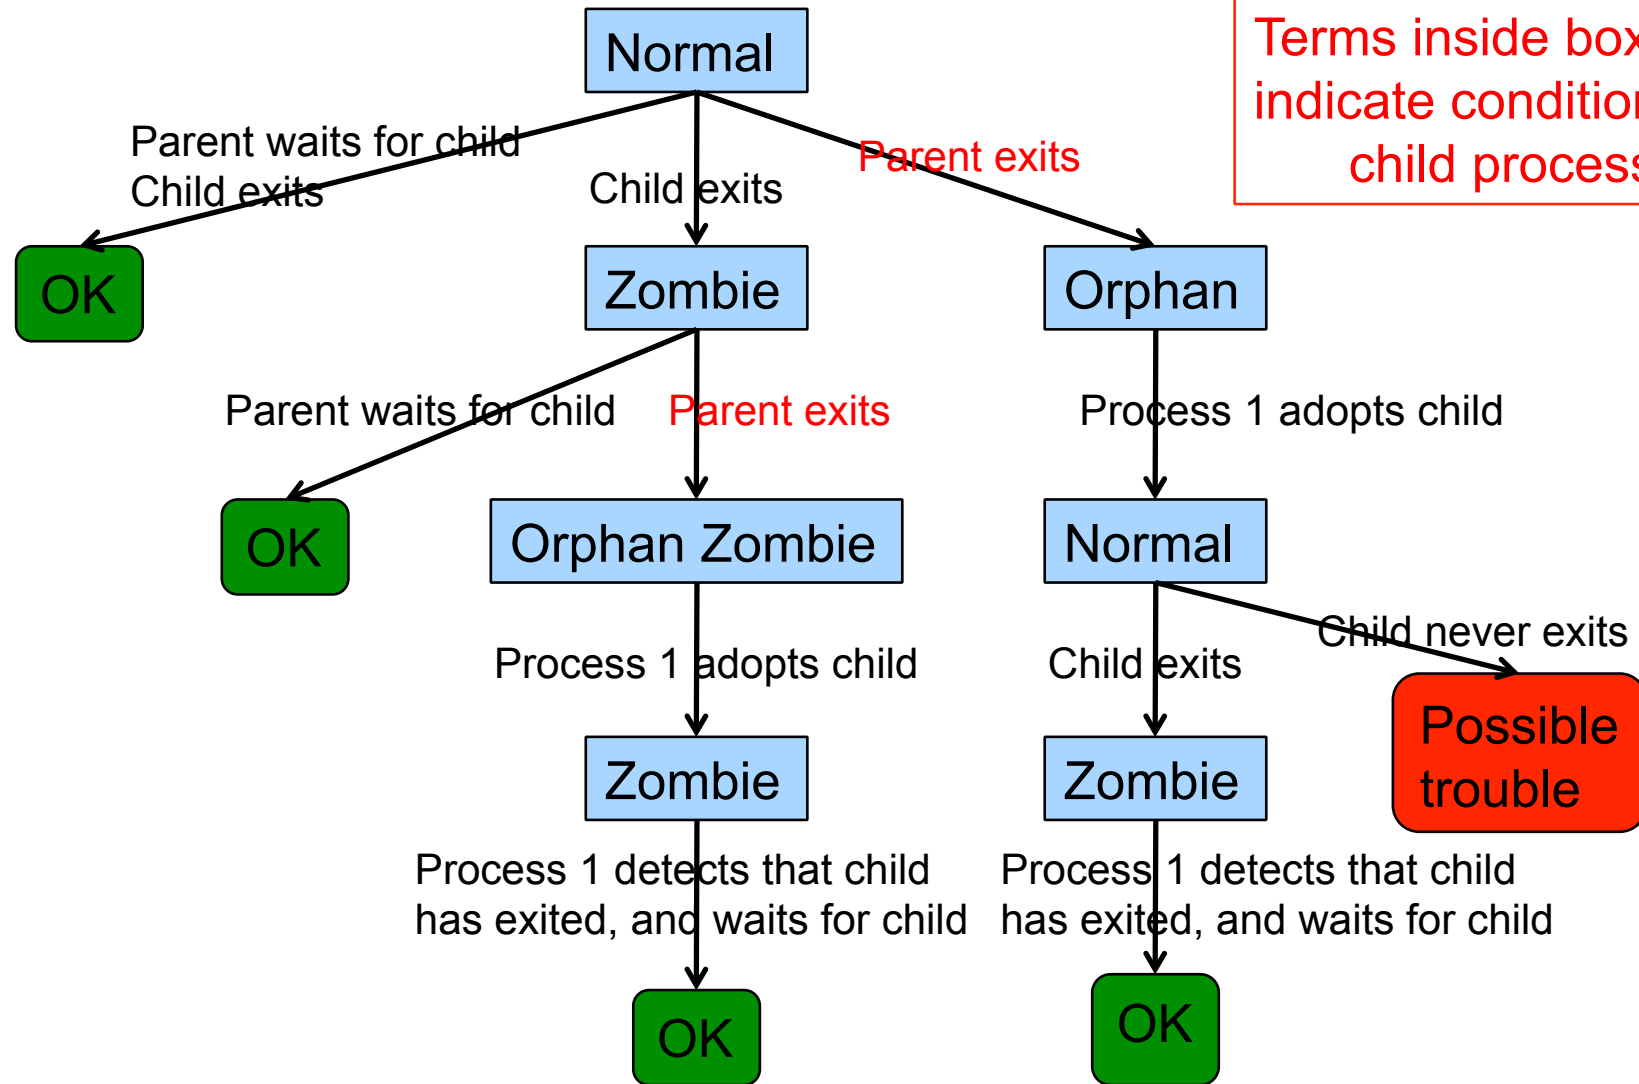 Normal
Terms inside box
indicate condition
child process
Parent waits for child
Child exits
Child exits
Parent exits
OK
Zombie
Orphan
Parent waits for child
Parent exits
Process 1 adopts child
OK
Orphan Zombie
Normal
Process 1 adopts child
Child exits
Child never exits
Zombie
Zombie
Possible
trouble
Process 1 detects that child
has exited, and waits for child
Process 1 detects that child
has exited, and waits for child
OK
OK